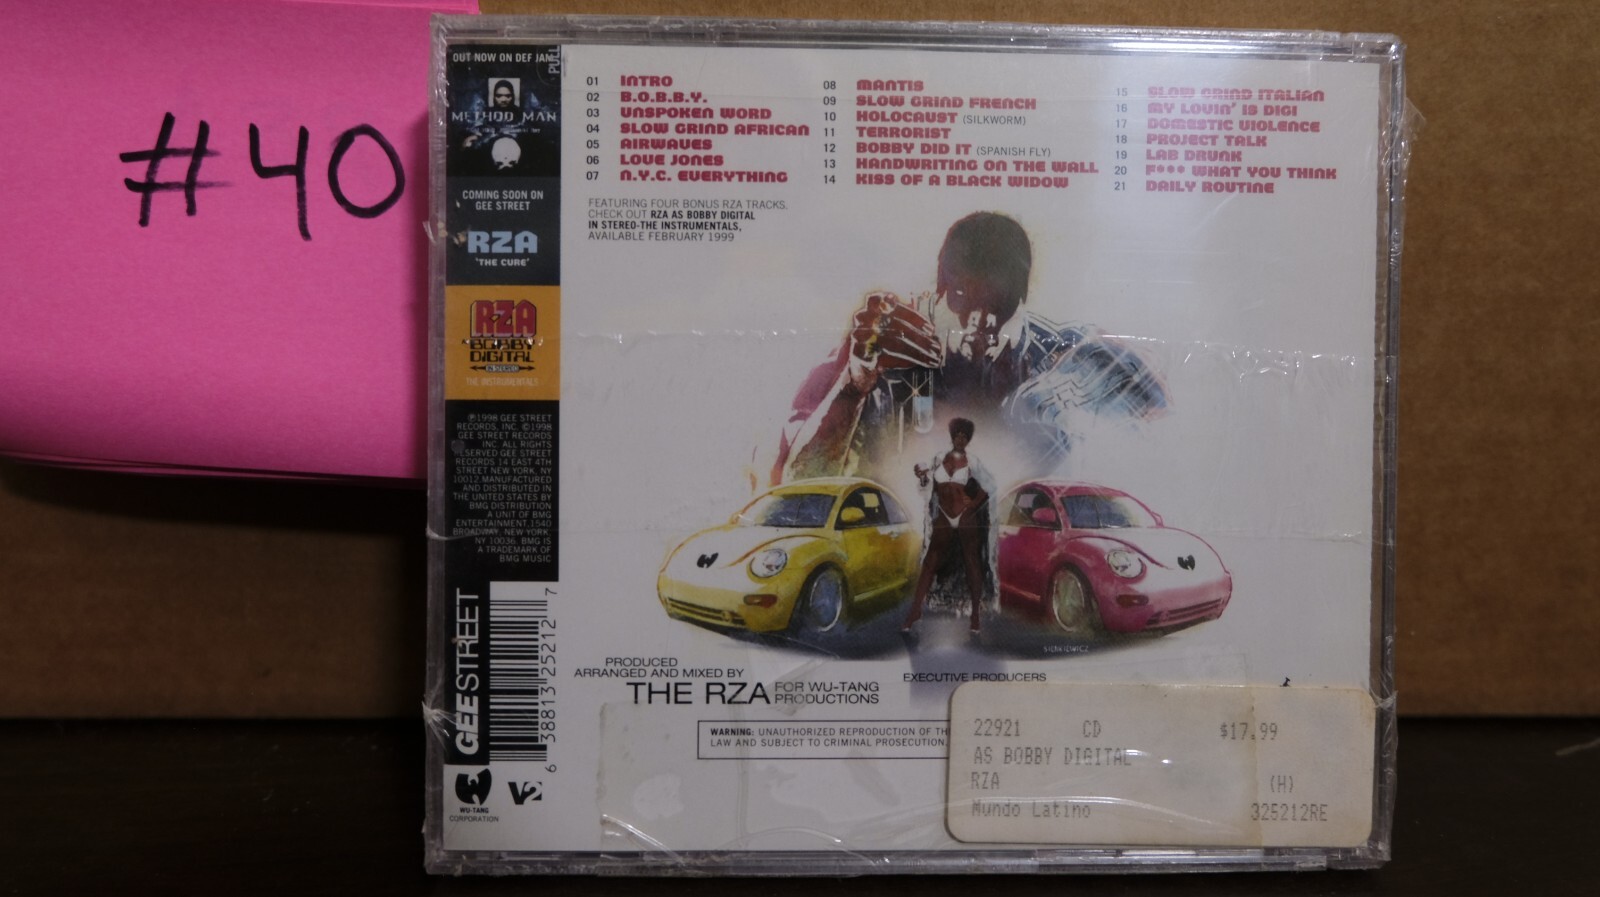 #40
OUT NOW ON DEF JAM
PULL
METHOD MAN
COMING SOON ON
GEE STREET
RZA
'THE CURE'
RZA
AS BOBBY
DIGITAL
IN STEREO
THE INSTRUMENTALS
℗1998 GEE STREET
RECORDS, INC. ©1998
GEE STREET RECORDS
INC. ALL RIGHTS
RESERVED GEE STREET
RECORDS 14 EAST 4TH
STREET NEW YORK, NY
10012 MANUFACTURED
AND DISTRIBUTED IN
THE UNITED STATES BY
BMG DISTRIBUTION
A UNIT OF BMG
ENTERTAINMENT,1540
BROADWAY, NEW YORK,
NY 10036. BMG IS
A TRADEMARK OF
BMG MUSIC
GEESTREET
6 38813 25212 7
WU-TANG
CORPORATION
V2
01 INTRO
02 B.O.B.B.Y.
03 UNSPOKEN WORD
04 SLOW GRIND AFRICAN
05 AIRWAVES
06 LOVE JONES
07 N.Y.C. EVERYTHING
08 MANTIS
09 SLOW GRIND FRENCH
10 HOLOCAUST (SILKWORM)
11 TERRORIST
12 BOBBY DID IT (SPANISH FLY)
13 HANDWRITING ON THE WALL
14 KISS OF A BLACK WIDOW
15 SLOW GRIND ITALIAN
16 MY LOVIN' IS DIGI
17 DOMESTIC VIOLENCE
18 PROJECT TALK
19 LAB DRUNK
20 F*** WHAT YOU THINK
21 DAILY ROUTINE
FEATURING FOUR BONUS RZA TRACKS,
CHECK OUT RZA AS BOBBY DIGITAL
IN STEREO-THE INSTRUMENTALS,
AVAILABLE FEBRUARY 1999
SIENKIEWICZ
PRODUCED
ARRANGED AND MIXED BY
THE RZA FOR WU-TANG
PRODUCTIONS
EXECUTIVE PRODUCERS
WARNING: UNAUTHORIZED REPRODUCTION OF TH
LAW AND SUBJECT TO CRIMINAL PROSECUTION.
22921 CD $17.99
AS BOBBY DIGITAL
RZA (H)
Mundo Latino 325212RE